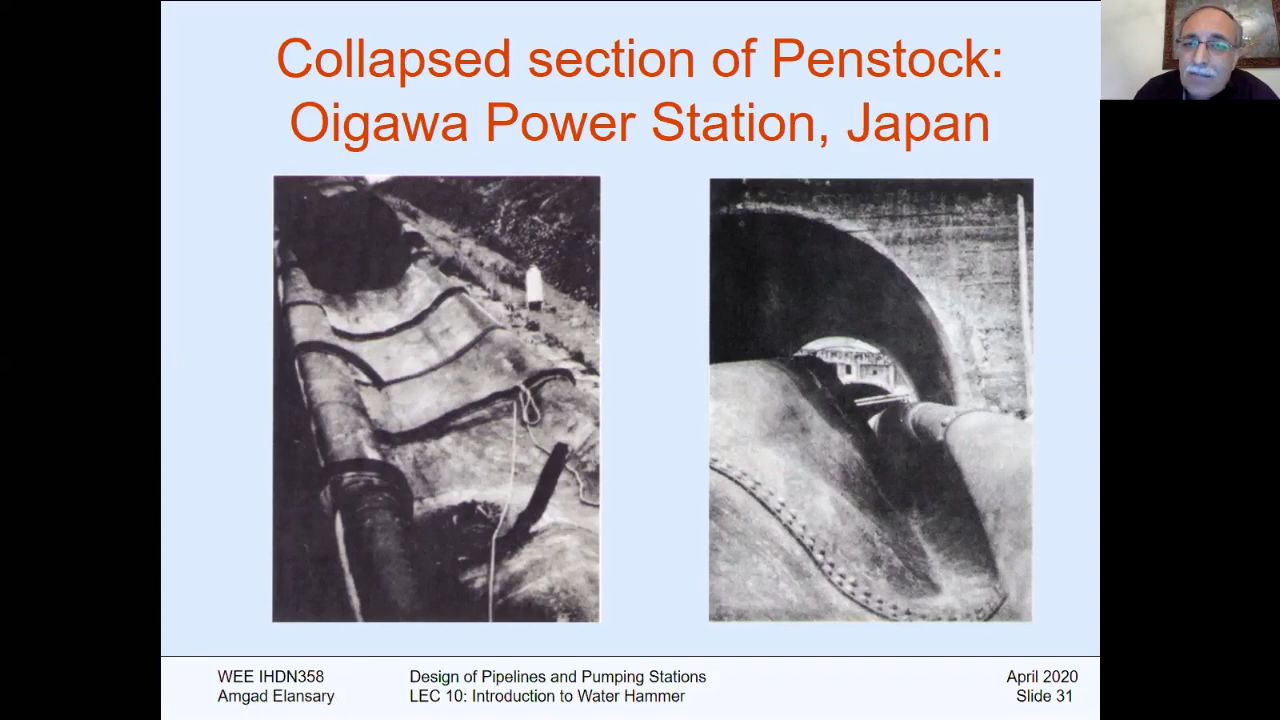 Collapsed section of Penstock:
Oigawa Power Station, Japan
WEE IHDN358
Amgad Elansary
Design of Pipelines and Pumping Stations
LEC 10: Introduction to Water Hammer
April 2020
Slide 31